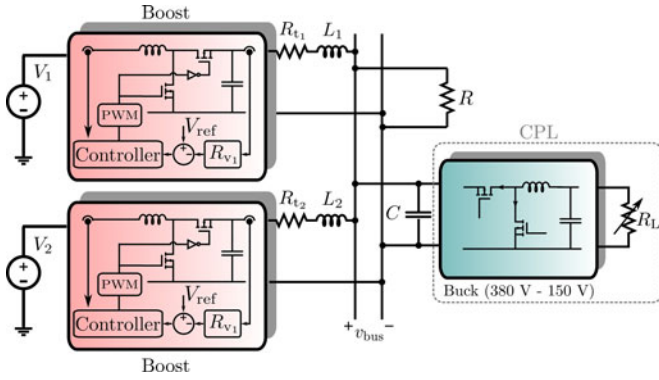 Boost
V1
Rt1
L1
PWM
Vref
Controller
Rv1
R
CPL
V2
Rt2
L2
PWM
Vref
Controller
Rv1
C
RL
Buck (380 V - 150 V)
+ vbus −
Boost